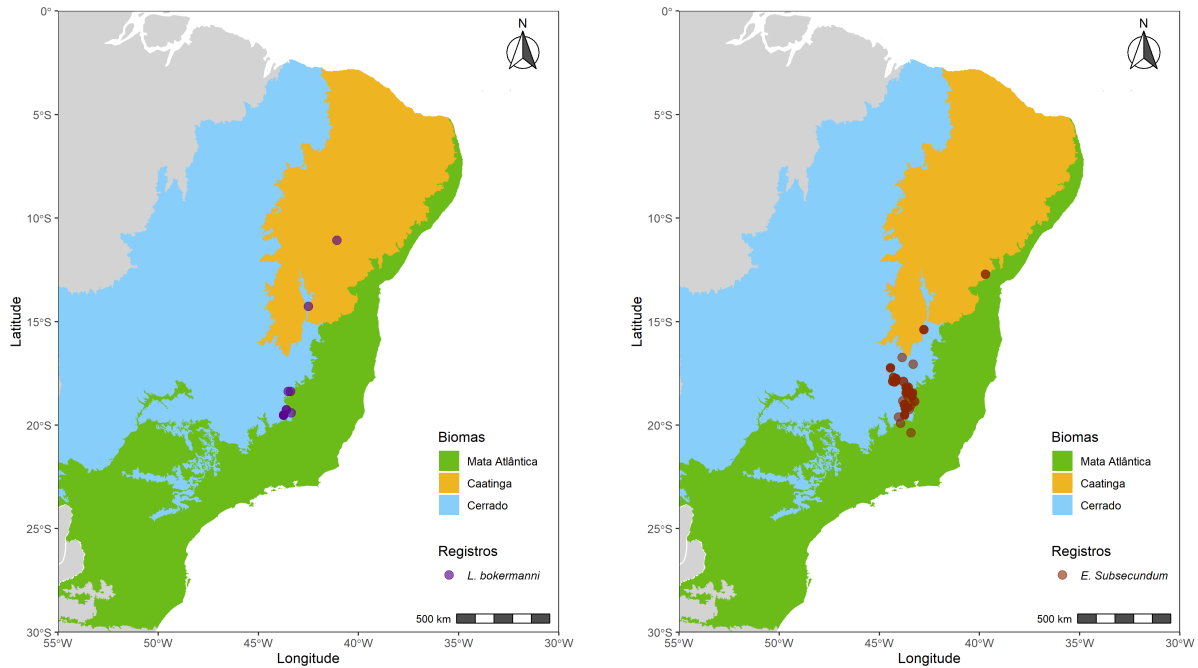 N
0°
5°S
10°S
15°S
20°S
25°S
30°S
Latitude
55°W
50°W
45°W
40°W
35°W
30°W
Longitude
Biomas
Mata Atlântica
Caatinga
Cerrado
Registros
L. bokermanni
500 km
N
0°
5°S
10°S
15°S
20°S
25°S
30°S
Latitude
55°W
50°W
45°W
40°W
35°W
30°W
Longitude
Biomas
Mata Atlântica
Caatinga
Cerrado
Registros
E. Subsecundum
500 km